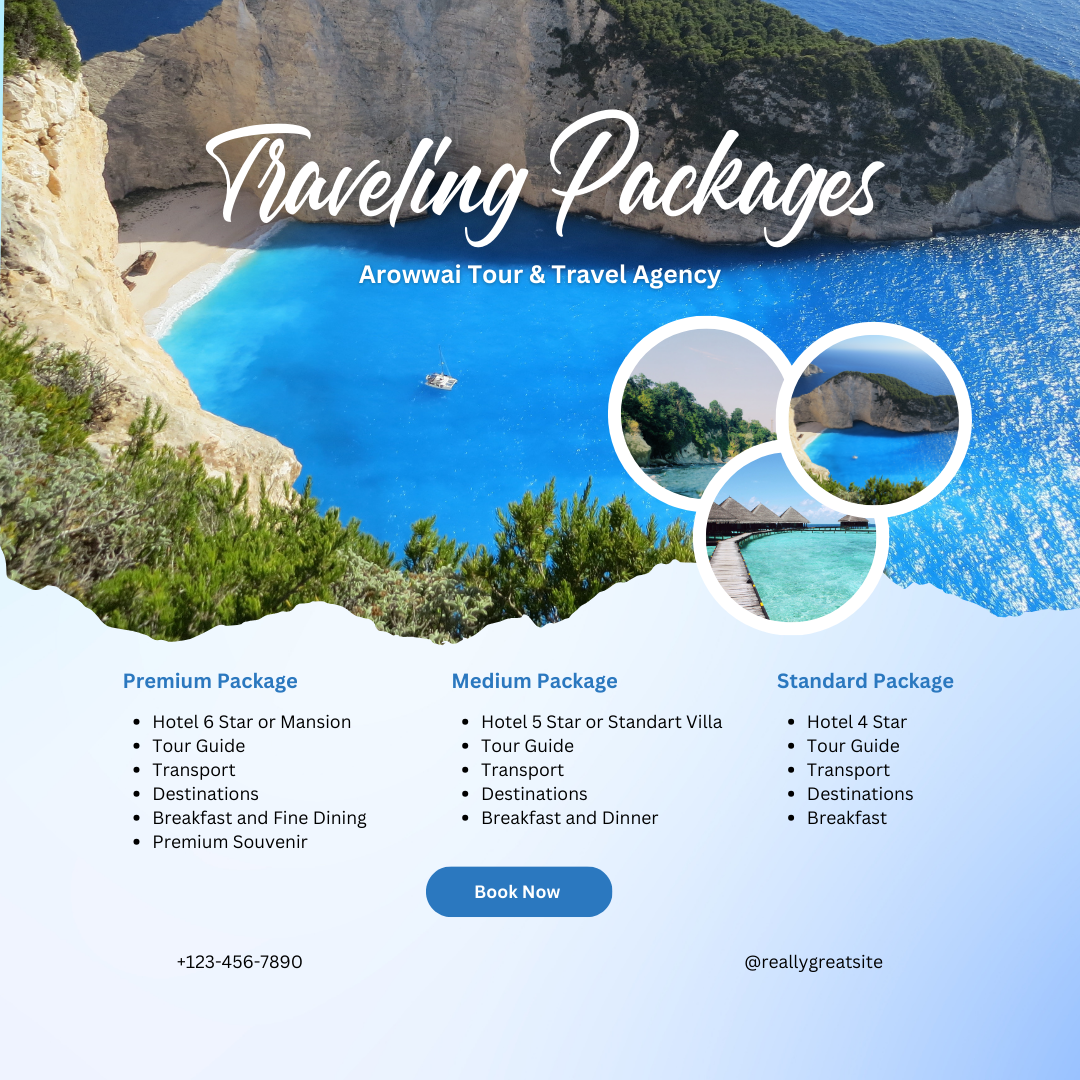 Traveling Packages
Arowwai Tour & Travel Agency
Premium Package
• Hotel 6 Star or Mansion
• Tour Guide
• Transport
• Destinations
• Breakfast and Fine Dining
• Premium Souvenir
Medium Package
• Hotel 5 Star or Standart Villa
• Tour Guide
• Transport
• Destinations
• Breakfast and Dinner
Standard Package
• Hotel 4 Star
• Tour Guide
• Transport
• Destinations
• Breakfast
Book Now
+123-456-7890
@reallygreatsite